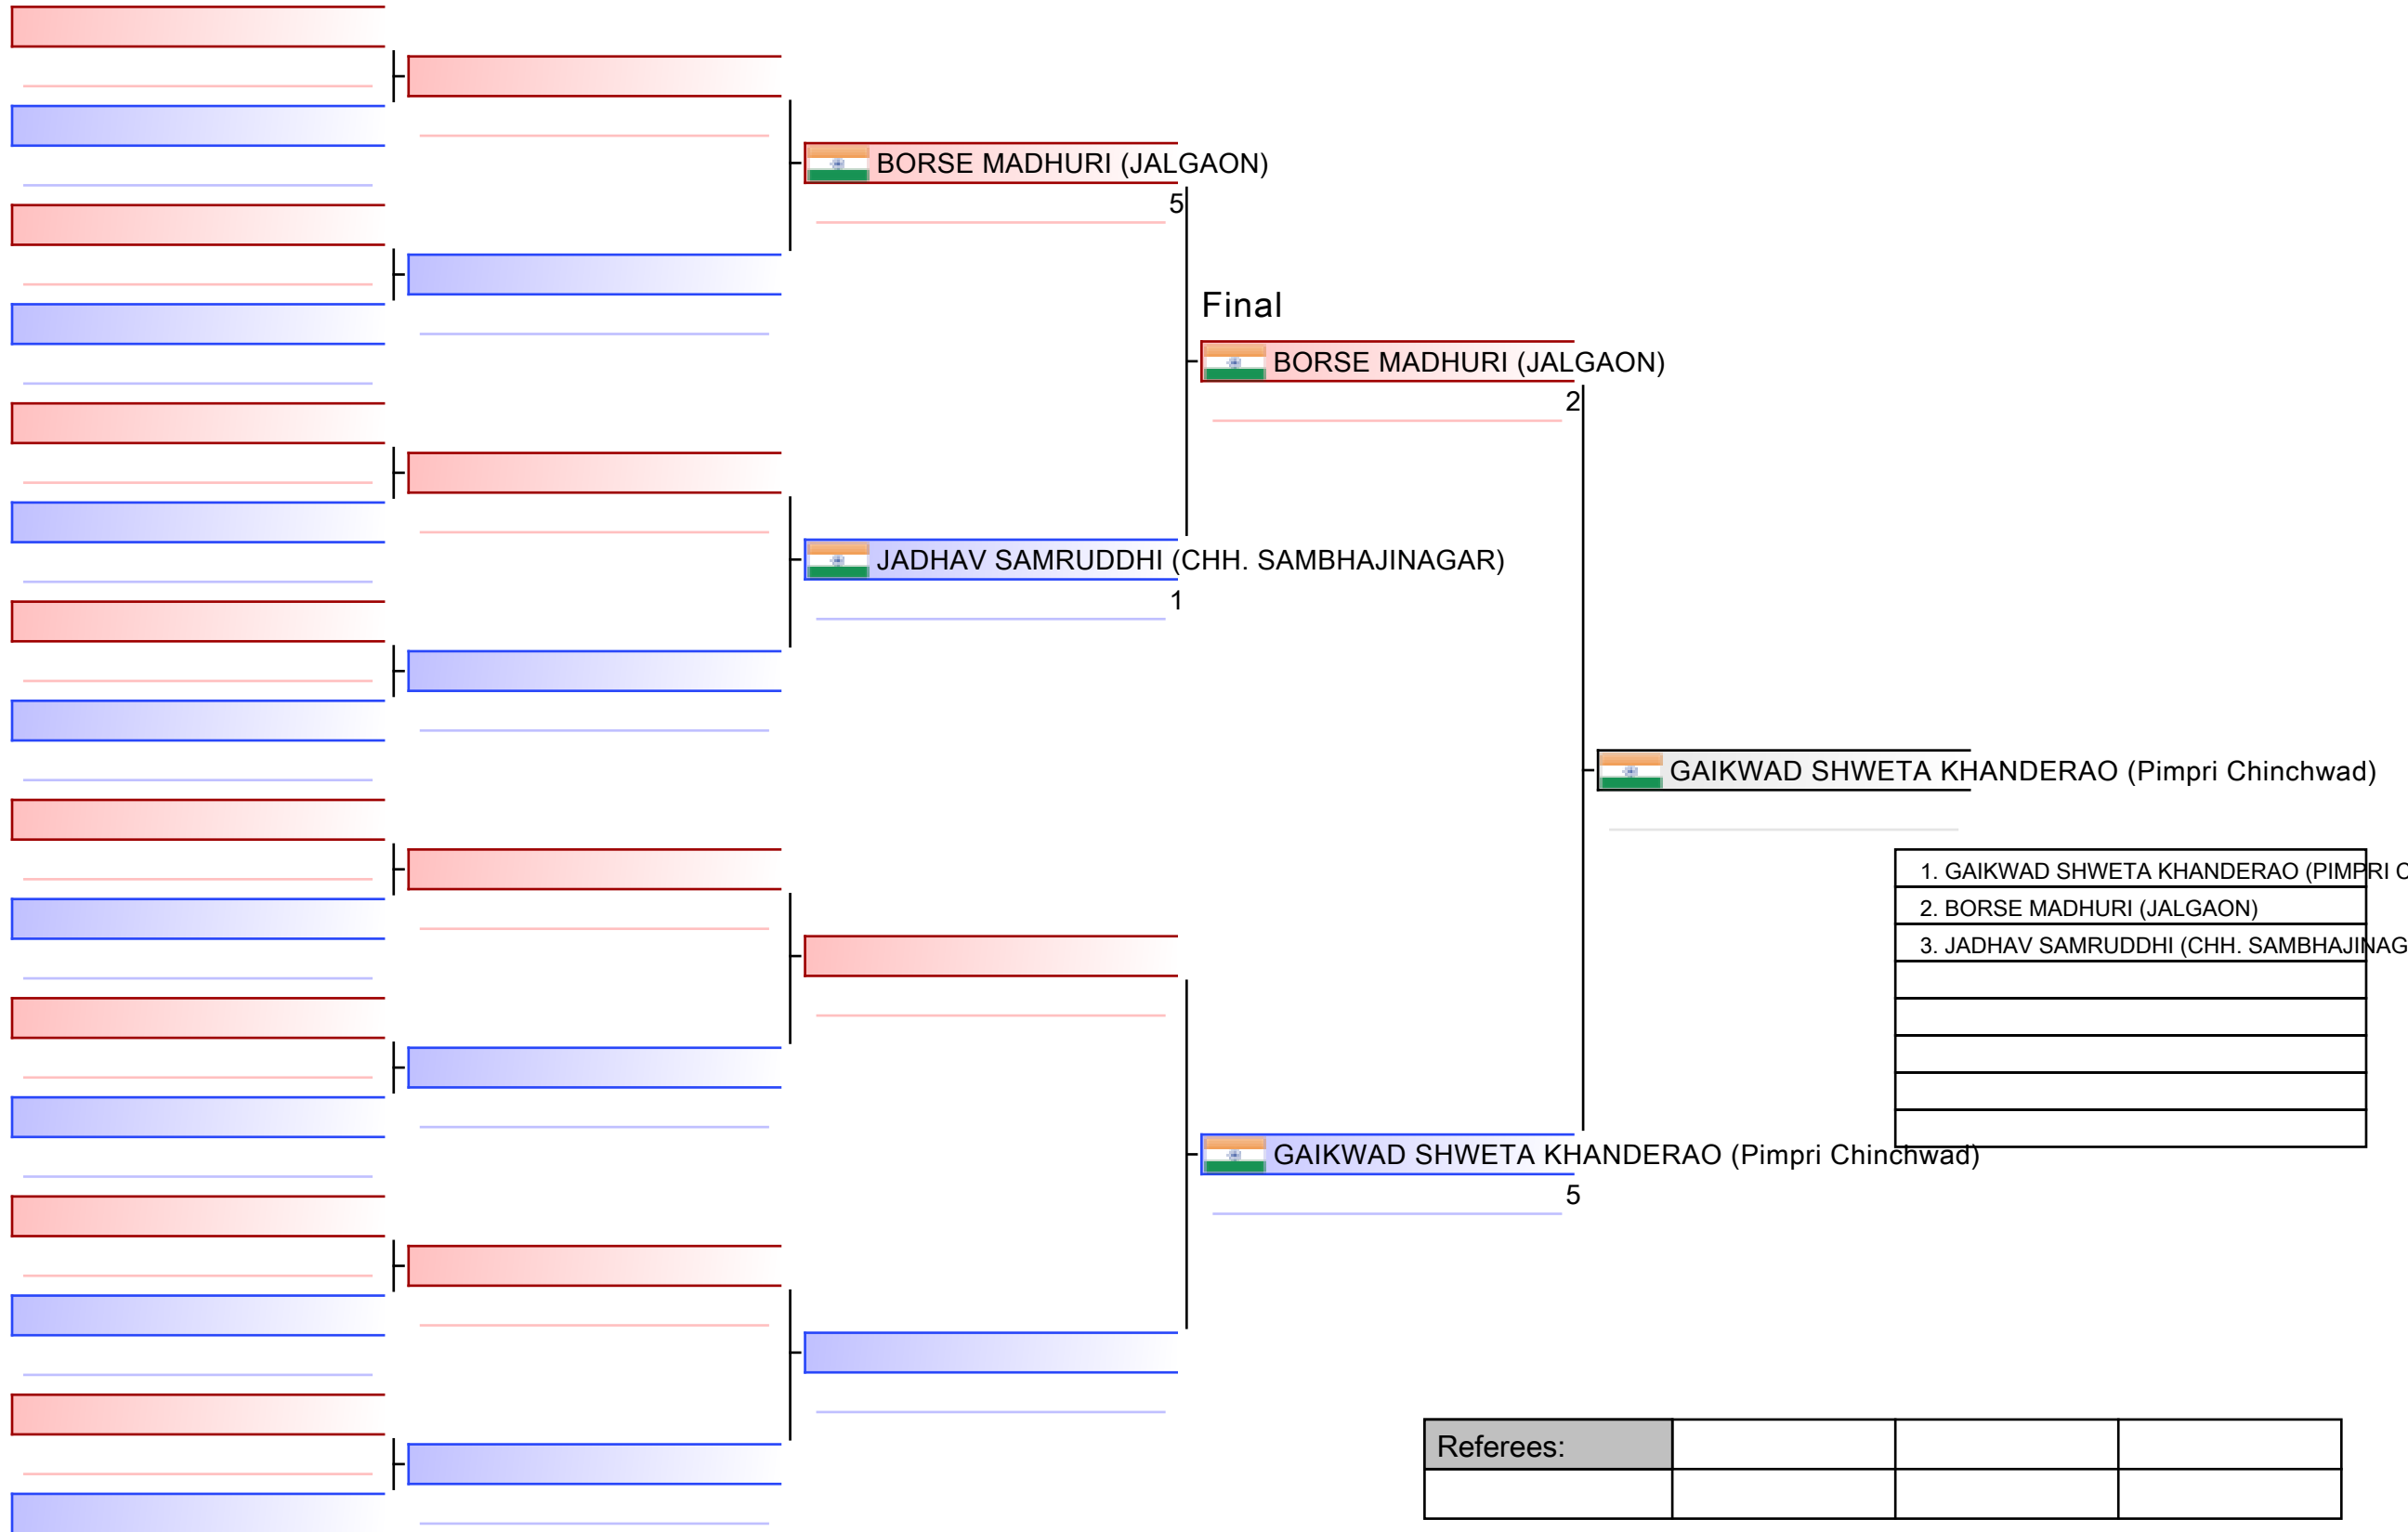 BORSE MADHURI (JALGAON)
5
Final
BORSE MADHURI (JALGAON)
2
JADHAV SAMRUDDHI (CHH. SAMBHAJINAGAR)
1
GAIKWAD SHWETA KHANDERAO (Pimpri Chinchwad)
1. GAIKWAD SHWETA KHANDERAO (PIMPRI C
2. BORSE MADHURI (JALGAON)
3. JADHAV SAMRUDDHI (CHH. SAMBHAJINAG
GAIKWAD SHWETA KHANDERAO (Pimpri Chinchwad)
5
Referees: